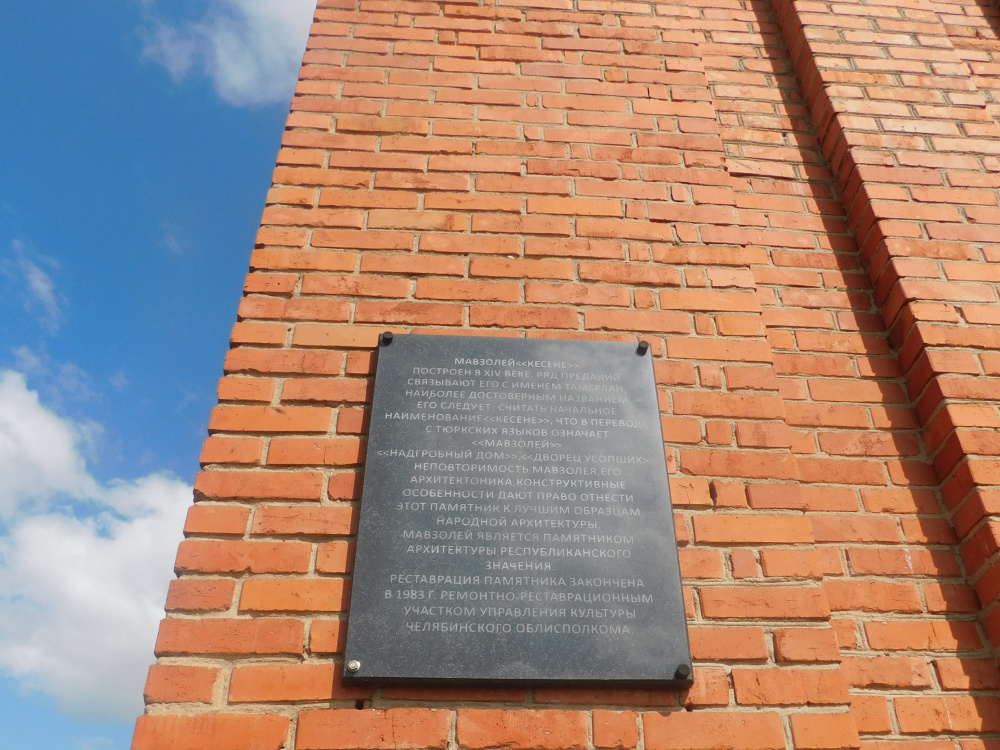 МАВЗОЛЕЙ<<КЕСЕНЕ>>
ПОСТРОЕН В XIV ВЕКЕ. РЯД ПРЕДАНИЙ
СВЯЗЫВАЮТ ЕГО С ИМЕНЕМ ТАМЕРЛАН.
НАИБОЛЕЕ ДОСТОВЕРНЫМ НАЗВАНИЕМ
ЕГО СЛЕДУЕТ СЧИТАТЬ НАЧАЛЬНОЕ
НАИМЕНОВАНИЕ<<КЕСЕНЕ>>, ЧТО В ПЕРЕВОДЕ
С ТЮРКСКИХ ЯЗЫКОВ ОЗНАЧАЕТ
<<МАВЗОЛЕЙ>>
<<НАДГРОБНЫЙ ДОМ>>,<<ДВОРЕЦ УСОПШИХ>>
НЕПОВТОРИМОСТЬ МАВЗОЛЕЯ,ЕГО
АРХИТЕКТОНИКА,КОНСТРУКТИВНЫЕ
ОСОБЕННОСТИ ДАЮТ ПРАВО ОТНЕСТИ
ЭТОТ ПАМЯТНИК К ЛУЧШИМ ОБРАЗЦАМ
НАРОДНОЙ АРХИТЕКТУРЫ.
МАВЗОЛЕЙ ЯВЛЯЕТСЯ ПАМЯТНИКОМ
АРХИТЕКТУРЫ РЕСПУБЛИКАНСКОГО
ЗНАЧЕНИЯ.
РЕСТАВРАЦИЯ ПАМЯТНИКА ЗАКОНЧЕНА
В 1983 Г. РЕМОНТНО-РЕСТАВРАЦИОННЫМ
УЧАСТКОМ УПРАВЛЕНИЯ КУЛЬТУРЫ
ЧЕЛЯБИНСКОГО ОБЛИСПОЛКОМА.